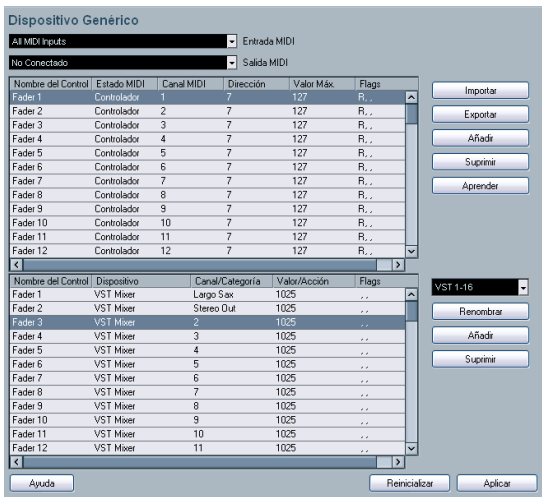 Dispositivo Genérico
All MIDI Inputs Entrada MIDI
No Conectado Salida MIDI
Nombre del Control Estado MIDI Canal MIDI Dirección Valor Máx. Flags
Fader 1 Controlador 1 7 127 R, ,
Fader 2 Controlador 2 7 127 R, ,
Fader 3 Controlador 3 7 127 R, ,
Fader 4 Controlador 4 7 127 R, ,
Fader 5 Controlador 5 7 127 R, ,
Fader 6 Controlador 6 7 127 R, ,
Fader 7 Controlador 7 7 127 R, ,
Fader 8 Controlador 8 7 127 R, ,
Fader 9 Controlador 9 7 127 R, ,
Fader 10 Controlador 10 7 127 R, ,
Fader 11 Controlador 11 7 127 R, ,
Fader 12 Controlador 12 7 127 R, ,
Importar
Exportar
Añadir
Suprimir
Aprender
Nombre del Control Dispositivo Canal/Categoría Valor/Acción Flags
Fader 1 VST Mixer Largo Sax 1025 , ,
Fader 2 VST Mixer Stereo Out 1025 , ,
Fader 3 VST Mixer 2 1025 , ,
Fader 4 VST Mixer 3 1025 , ,
Fader 5 VST Mixer 4 1025 , ,
Fader 6 VST Mixer 5 1025 , ,
Fader 7 VST Mixer 6 1025 , ,
Fader 8 VST Mixer 7 1025 , ,
Fader 9 VST Mixer 8 1025 , ,
Fader 10 VST Mixer 9 1025 , ,
Fader 11 VST Mixer 10 1025 , ,
Fader 12 VST Mixer 11 1025 , ,
VST 1-16
Renombrar
Añadir
Suprimir
Ayuda Reinicializar Aplicar